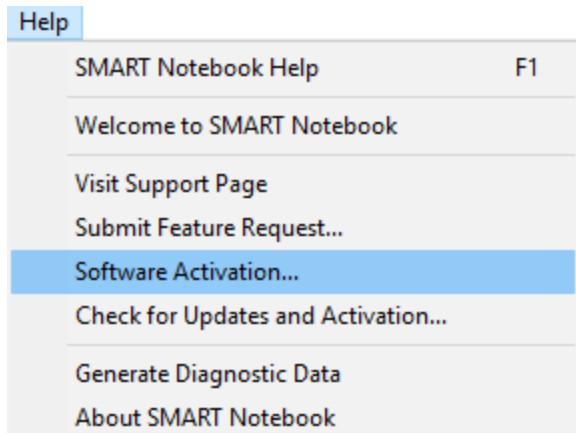 Help
SMART Notebook Help F1
Welcome to SMART Notebook
Visit Support Page
Submit Feature Request...
Software Activation...
Check for Updates and Activation...
Generate Diagnostic Data
About SMART Notebook